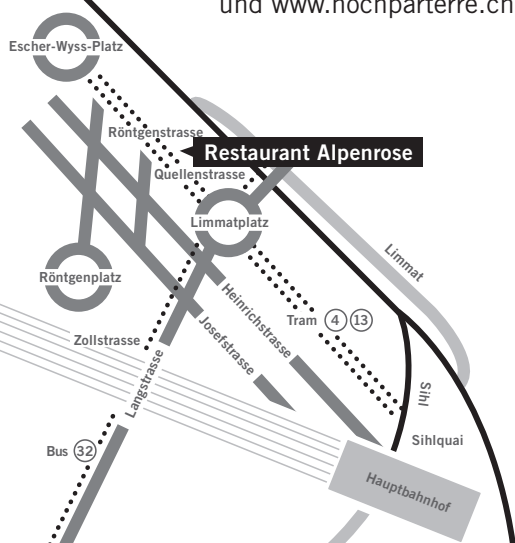 und www.hochparterre.ch
Escher-Wyss-Platz
Röntgenstrasse
Restaurant Alpenrose
Quellenstrasse
Limmatplatz
Limmat
Röntgenplatz
Heinrichstrasse
Tram 4 13
Zollstrasse
Josefstrasse
Langstrasse
Sihl
Sihlquai
Bus 32
Hauptbahnhof